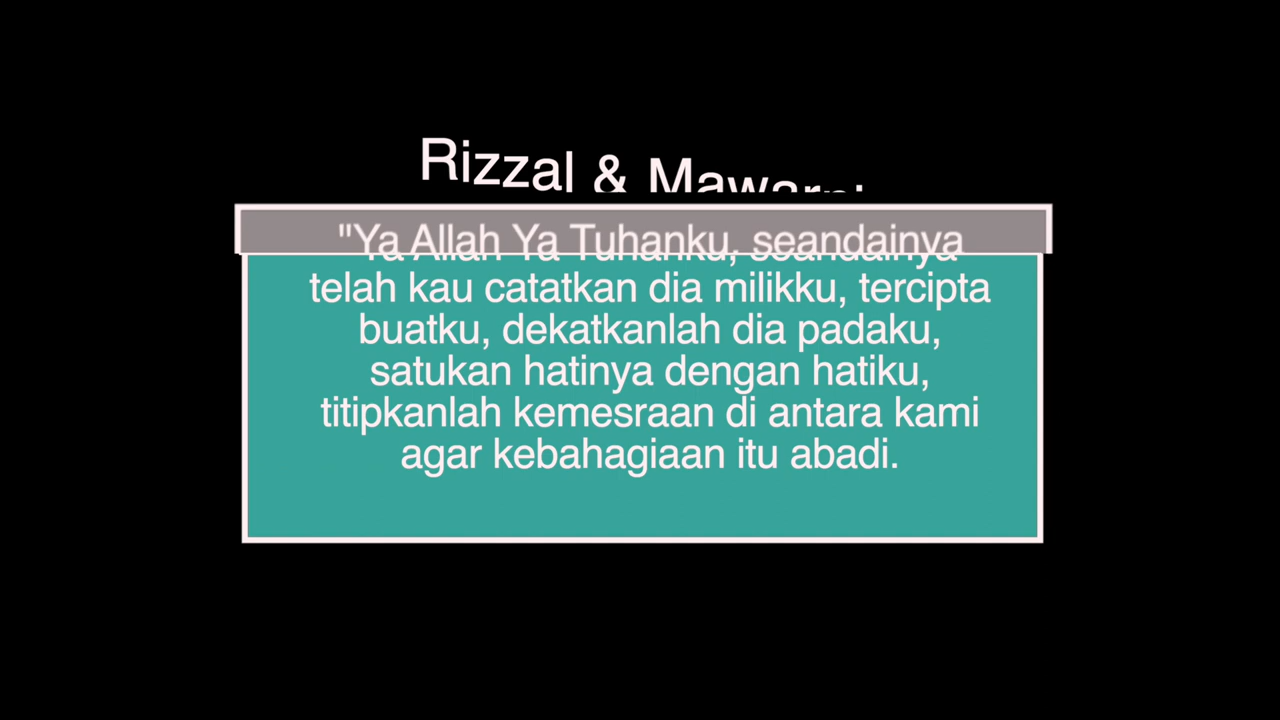 Rizzal & Mawarni
"Ya Allah Ya Tuhanku, seandainya
telah kau catatkan dia milikku, tercipta
buatku, dekatkanlah dia padaku,
satukan hatinya dengan hatiku,
titipkanlah kemesraan di antara kami
agar kebahagiaan itu abadi.